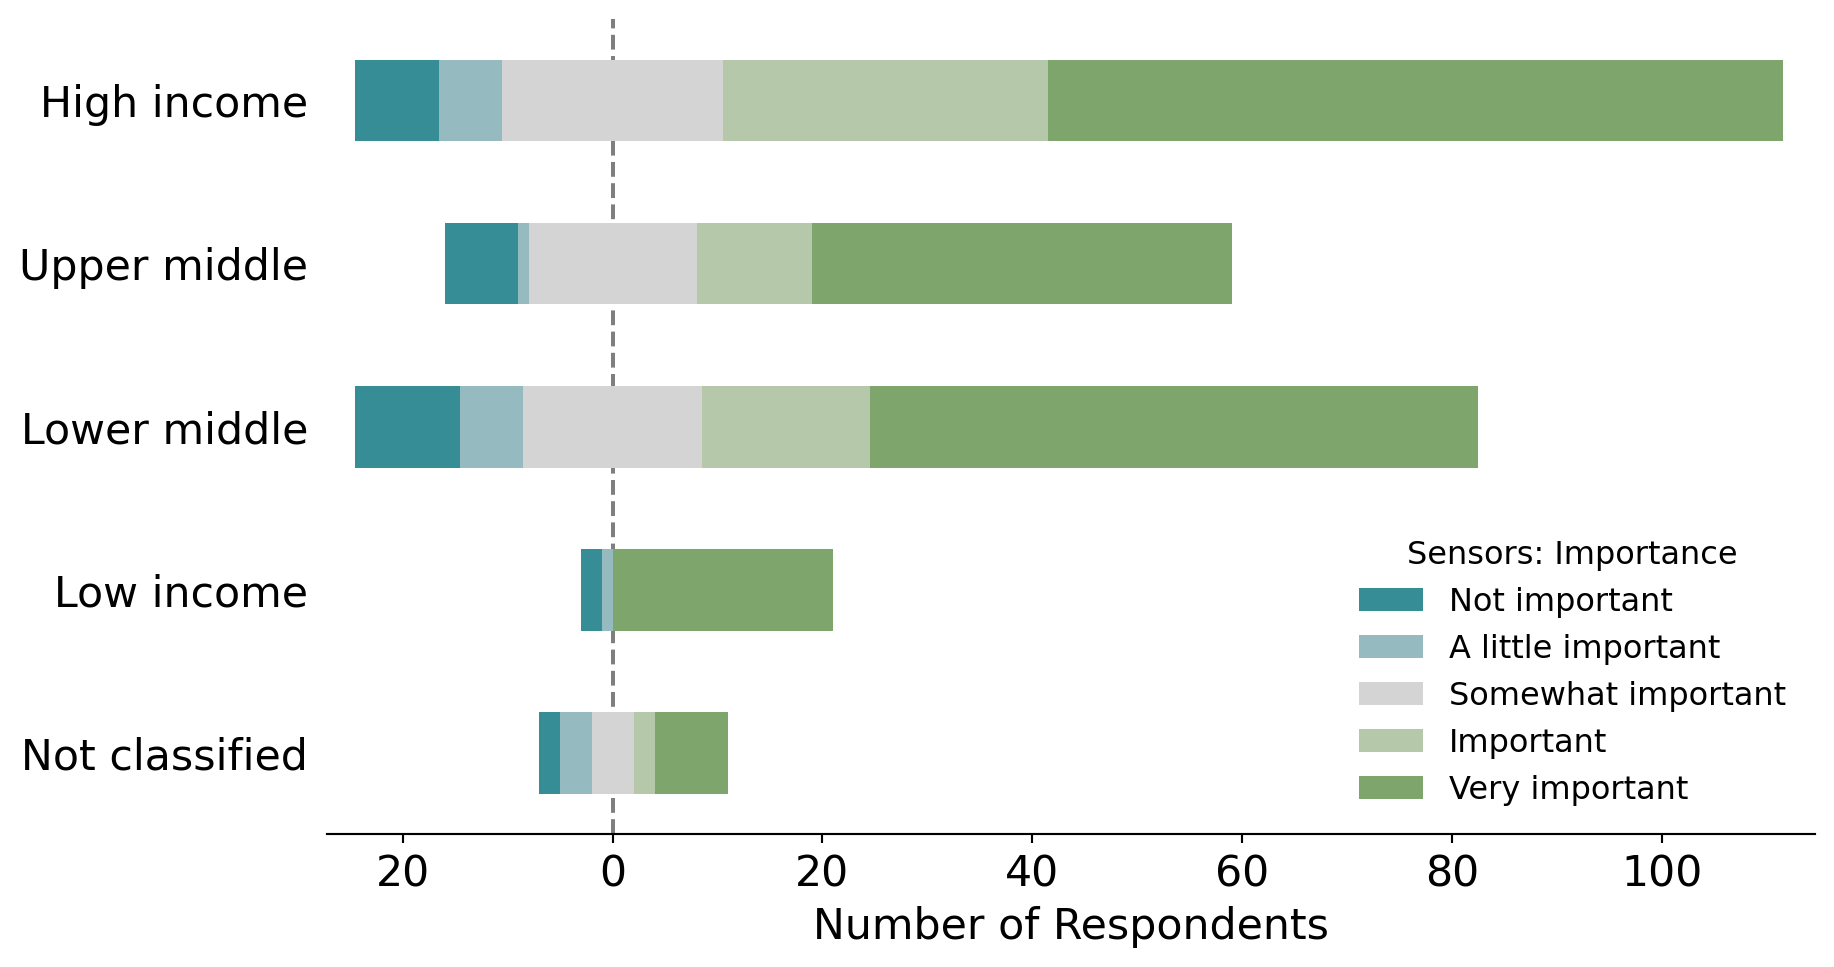 High income
Upper middle
Lower middle
Low income
Not classified
Sensors: Importance
Not important
A little important
Somewhat important
Important
Very important
20 0 20 40 60 80 100
Number of Respondents